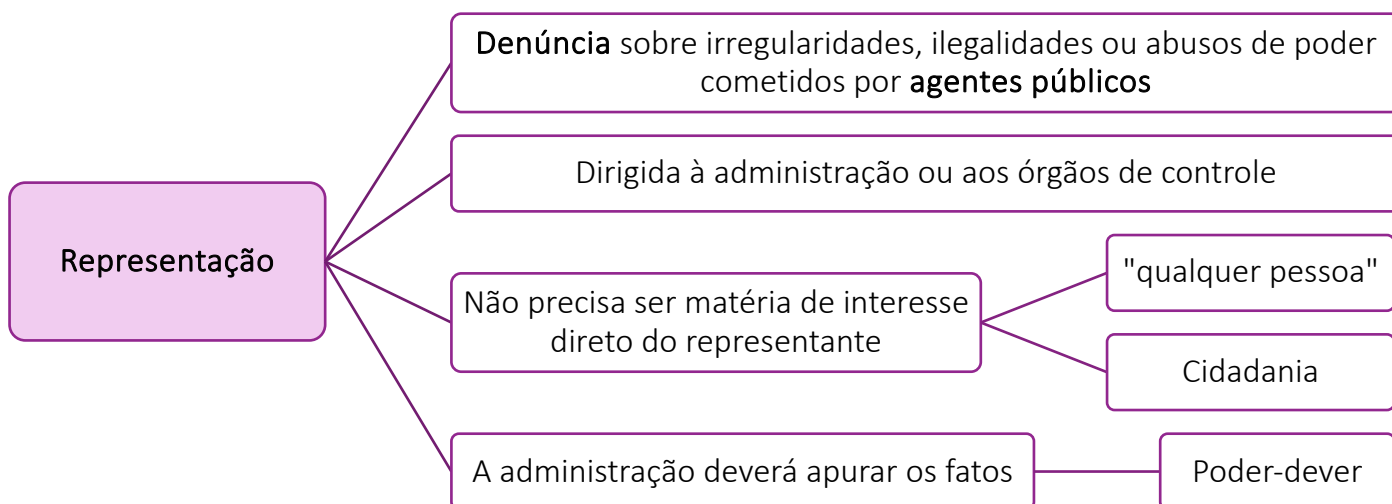 Denúncia sobre irregularidades, ilegalidades ou abusos de poder
cometidos por agentes públicos
Dirigida à administração ou aos órgãos de controle
Representação
Não precisa ser matéria de interesse
direto do representante
"qualquer pessoa"
Cidadania
A administração deverá apurar os fatos
Poder-dever